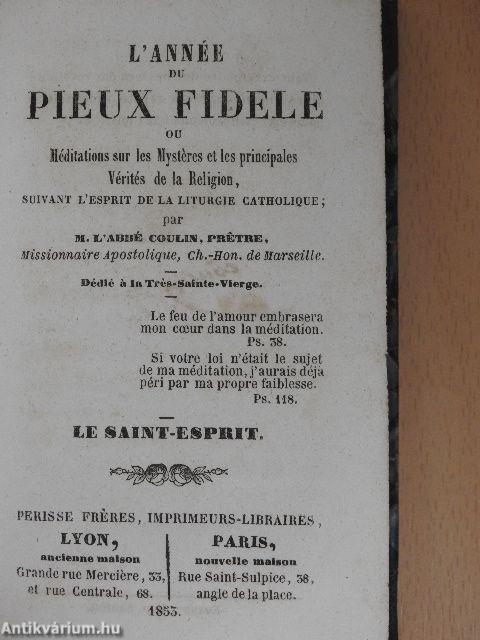 L'ANNÉE
DU
PIEUX FIDELE
OU
Méditations sur les Mystères et les principales
Vérités de la Religion,
SUIVANT L'ESPRIT DE LA LITURGIE CATHOLIQUE;
par
M. L'ABBÉ COULIN, PRÊTRE,
Missionnaire Apostolique, Ch.-Hon. de Marseille.
Dédié à la Très-Sainte-Vierge.
Le feu de l'amour embrasera
mon cœur dans la méditation.
Ps. 38.
Si votre loi n'était le sujet
de ma méditation, j'aurais déjà
péri par ma propre faiblesse.
Ps. 118.
LE SAINT-ESPRIT.
PERISSE FRÈRES, IMPRIMEURS-LIBRAIRES,
LYON,
ancienne maison
Grande rue Mercière, 33,
et rue Centrale, 68.
PARIS,
nouvelle maison
Rue Saint-Sulpice, 38,
angle de la place.
1853.
Antikvárium.hu